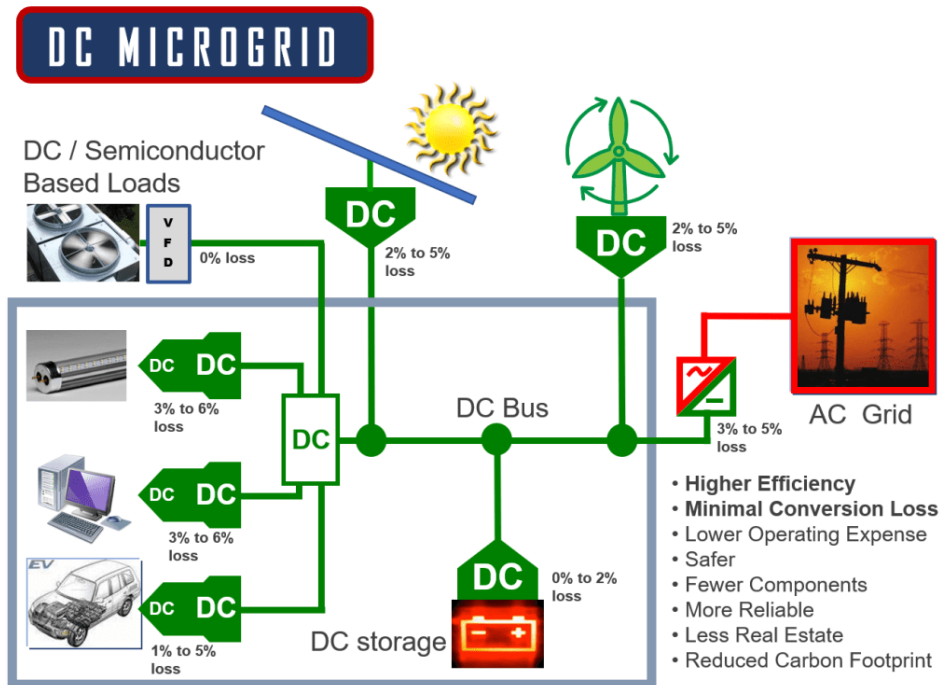 DC MICROGRID
DC / Semiconductor
Based Loads
V
F
D
0% loss
DC
2% to 5%
loss
DC
2% to 5%
loss
DC DC
3% to 6%
loss
DC
DC Bus
3% to 5%
loss
AC Grid
DC DC
3% to 6%
loss
EV
DC DC
1% to 5%
loss
DC storage
DC
0% to 2%
loss
• Higher Efficiency
• Minimal Conversion Loss
• Lower Operating Expense
• Safer
• Fewer Components
• More Reliable
• Less Real Estate
• Reduced Carbon Footprint